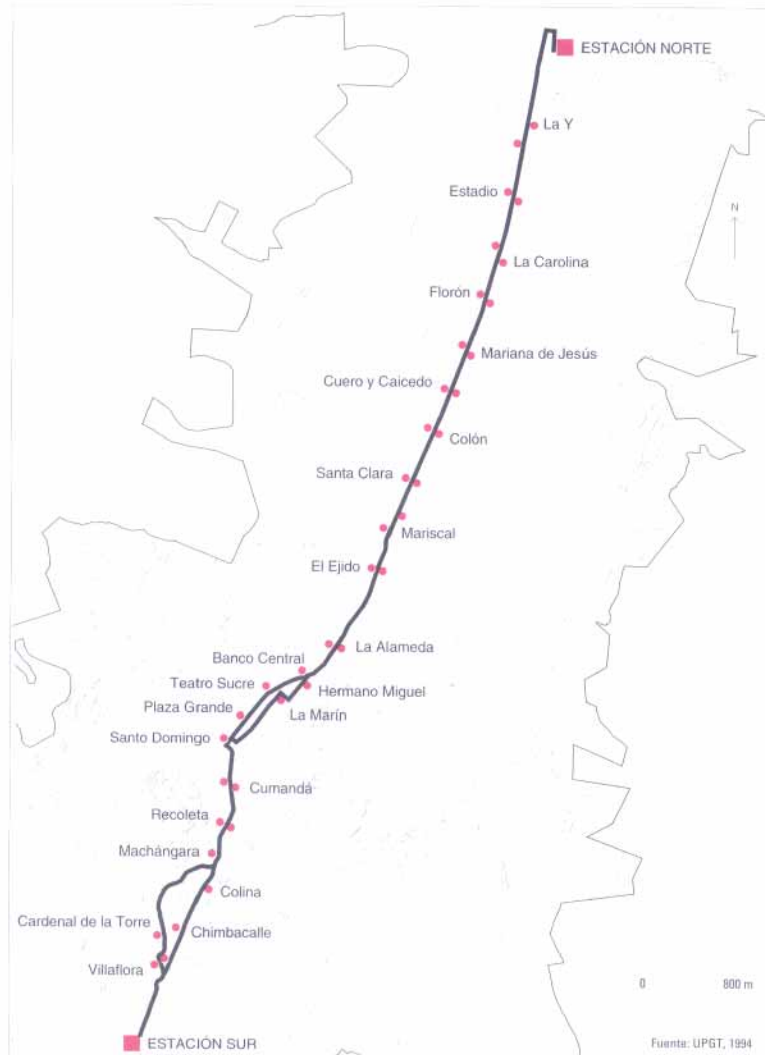 ESTACIÓN NORTE
La Y
Estadio
N
La Carolina
Florón
Mariana de Jesús
Cuero y Caicedo
Colón
Santa Clara
Mariscal
El Ejido
La Alameda
Banco Central
Teatro Sucre
Hermano Miguel
Plaza Grande
La Marín
Santo Domingo
Cumandá
Recoleta
Machángara
Colina
Cardenal de la Torre
Chimbacalle
Villaflora
0 800 m
ESTACIÓN SUR
Fuente: UPGT, 1994